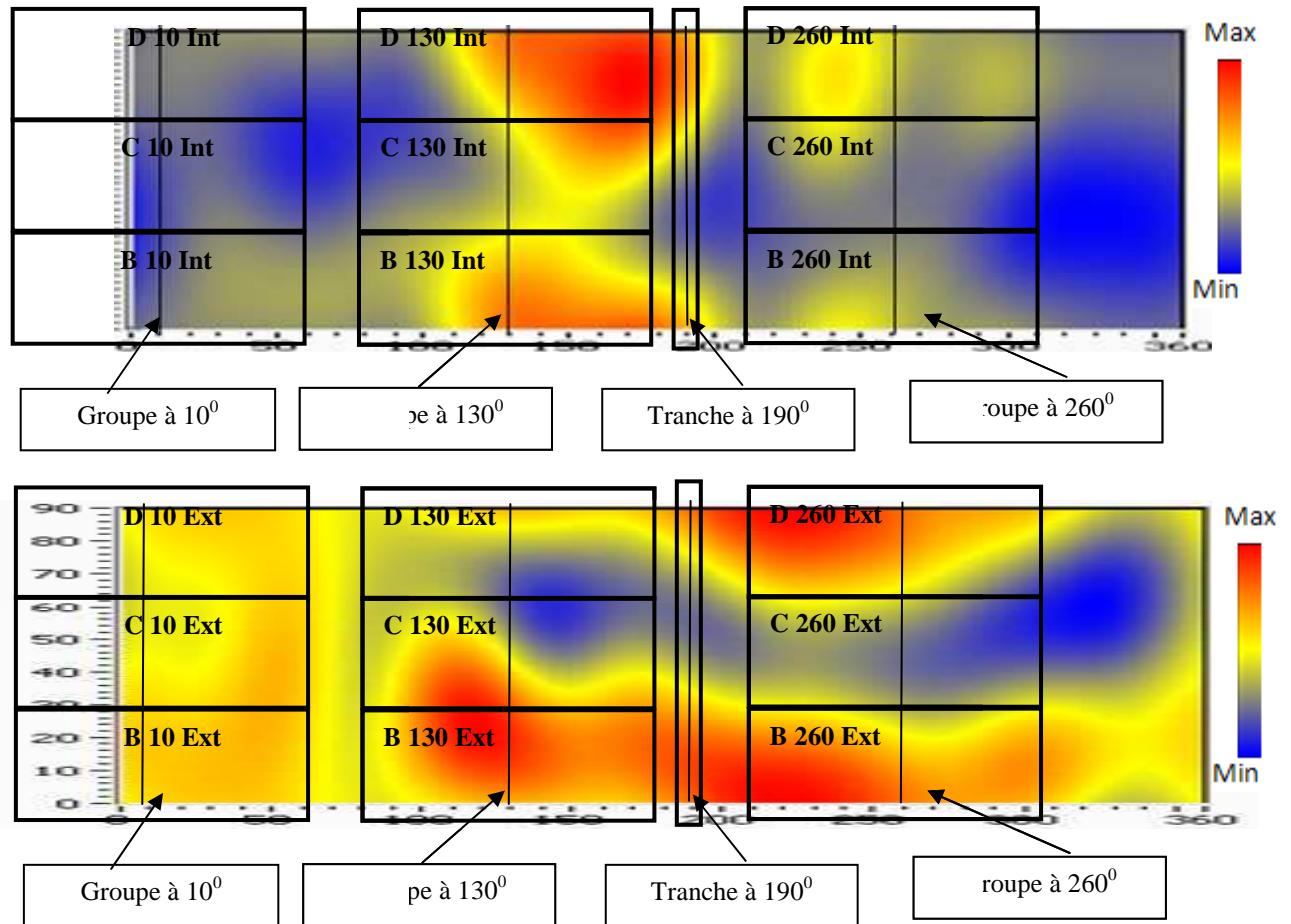 D 10 Int
D 130 Int
D 260 Int
Max
C 10 Int
C 130 Int
C 260 Int
B 10 Int
B 130 Int
B 260 Int
Min
0 50 100 150 200 250 300 360
Groupe à 10⁰
pe à 130⁰
Tranche à 190⁰
roupe à 260⁰
90
D 10 Ext
D 130 Ext
D 260 Ext
Max
80
70
60
C 10 Ext
C 130 Ext
C 260 Ext
50
40
30
20
B 10 Ext
B 130 Ext
B 260 Ext
10
Min
0
0 50 100 150 200 250 300 360
Groupe à 10⁰
pe à 130⁰
Tranche à 190⁰
roupe à 260⁰